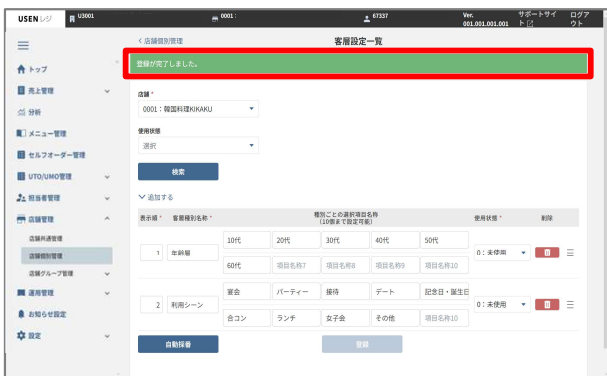 USEN レジ U3001 0001： 67337 Ver. 001.001.001.001 サポートサイト ログアウト
< 店舗個別管理 客層設定一覧
登録が完了しました。
トップ
売上管理
分析
メニュー管理
セルフオーダー管理
UTO/UMO管理
担当者管理
店舗管理
店舗共通管理
店舗個別管理
店舗グループ管理
運用管理
お知らせ設定
設定
店舗 *
0001：韓国料理KIKAKU
使用状態
選択
検索
追加する
表示順 * 客層種別名称 * 種別ごとの選択項目名称 (10個まで設定可能) 使用状態 * 削除
1 年齢層 10代 20代 30代 40代 50代 0：未使用
60代 項目名称7 項目名称8 項目名称9 項目名称10
2 利用シーン 宴会 パーティー 接待 デート 記念日・誕生日 0：未使用
合コン ランチ 女子会 その他 項目名称10
自動採番 登録